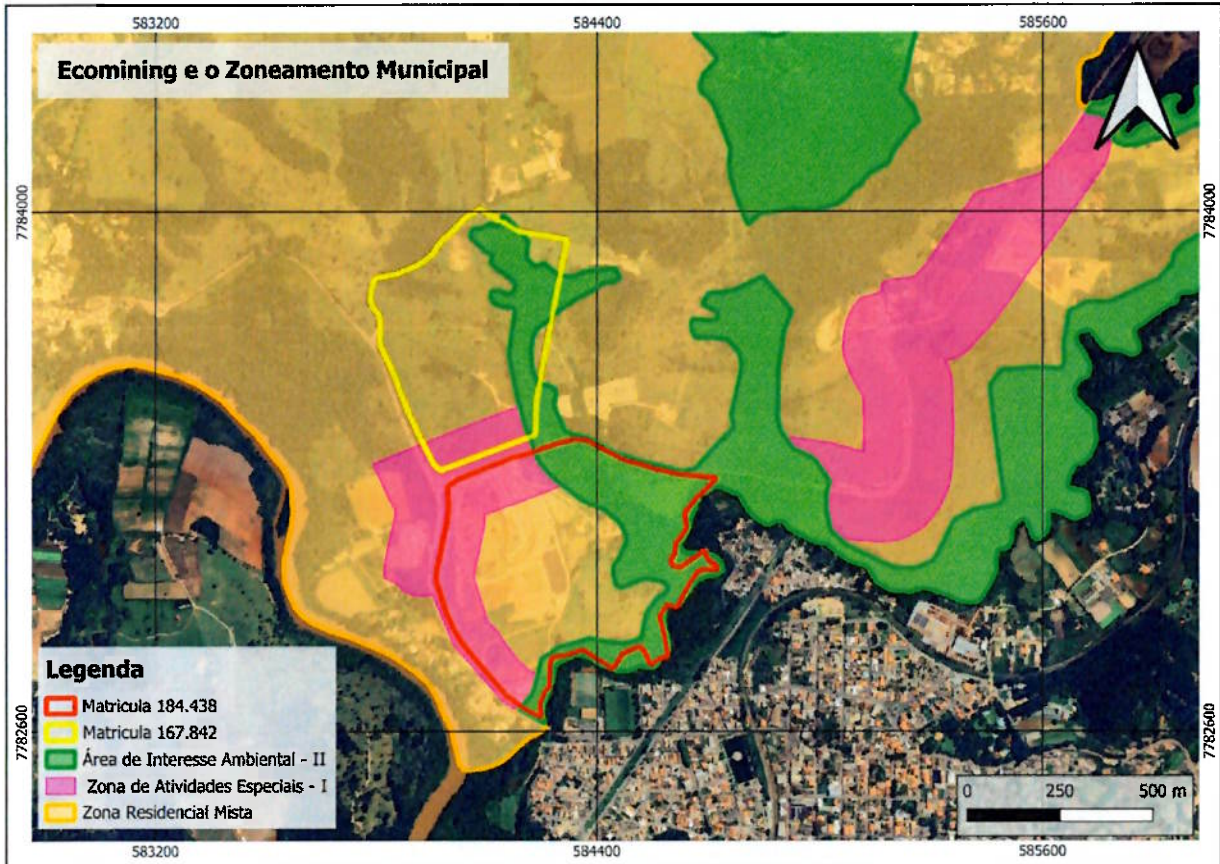 583200 584400 585600
Ecomining e o Zoneamento Municipal
7784000 7784000
Legenda
Matricula 184.438
Matricula 167.842
Área de Interesse Ambiental - II
Zona de Atividades Especiais - I
Zona Residencial Mista
7782600 7782600
0 250 500 m
583200 584400 585600